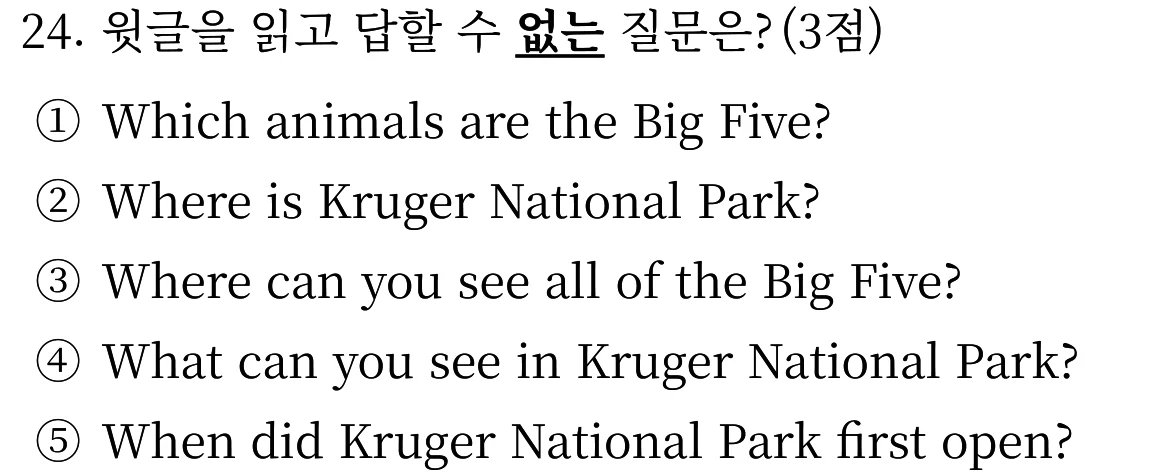 24. 윗글을 읽고 답할 수 없는 질문은?(3점)
① Which animals are the Big Five?
② Where is Kruger National Park?
③ Where can you see all of the Big Five?
④ What can you see in Kruger National Park?
⑤ When did Kruger National Park first open?